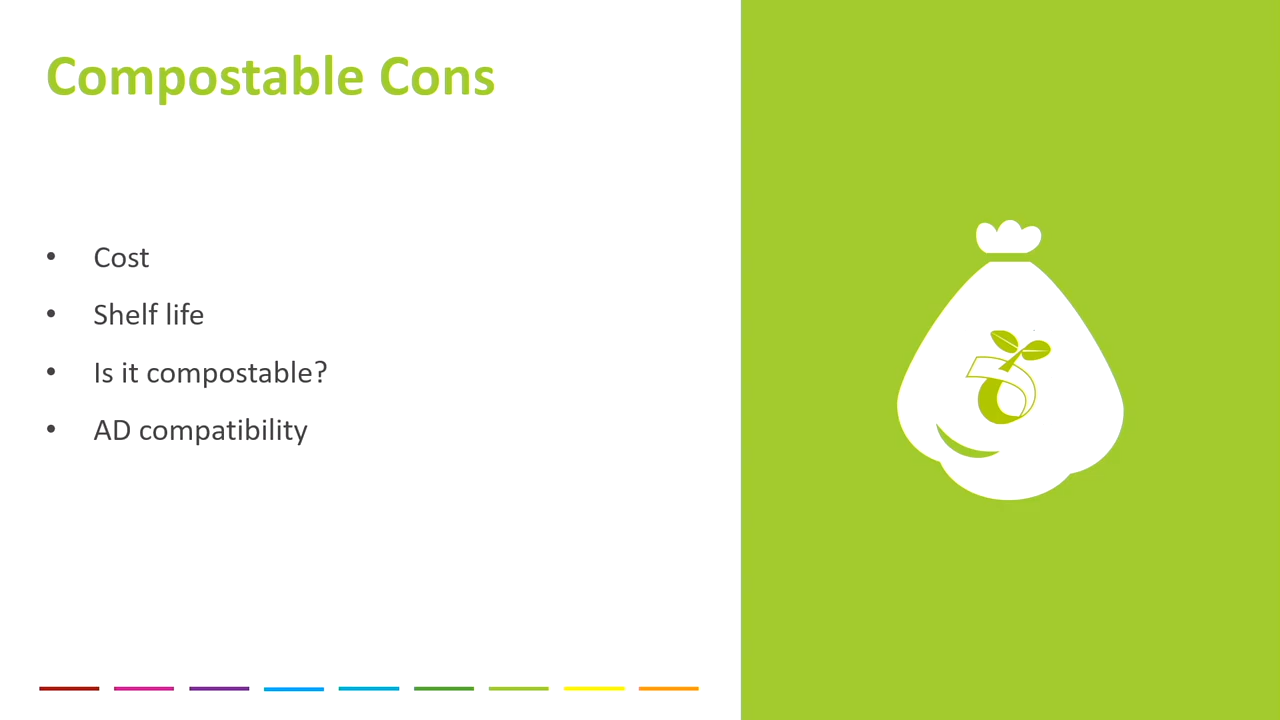 Compostable Cons
• Cost
• Shelf life
• Is it compostable?
• AD compatibility